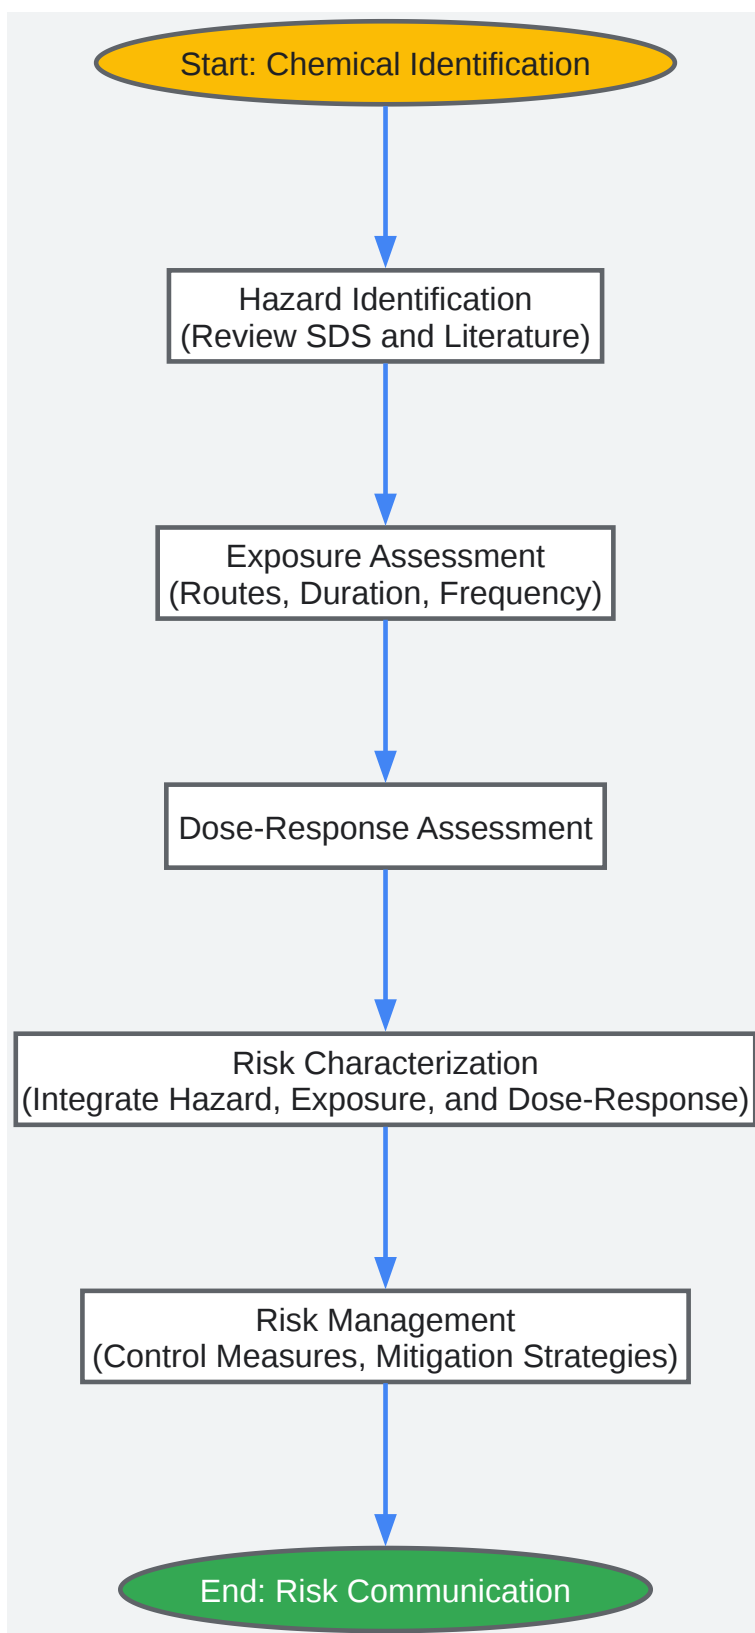 Start: Chemical Identification
Hazard Identification
(Review SDS and Literature)
Exposure Assessment
(Routes, Duration, Frequency)
Dose-Response Assessment
Risk Characterization
(Integrate Hazard, Exposure, and Dose-Response)
Risk Management
(Control Measures, Mitigation Strategies)
End: Risk Communication